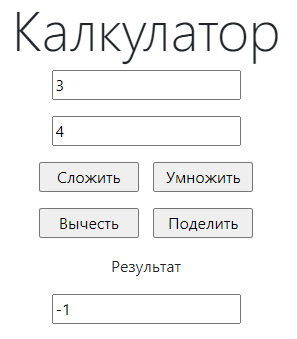 Калкулатор
3
4
Сложить Умножить
Вычесть Поделить
Результат
-1